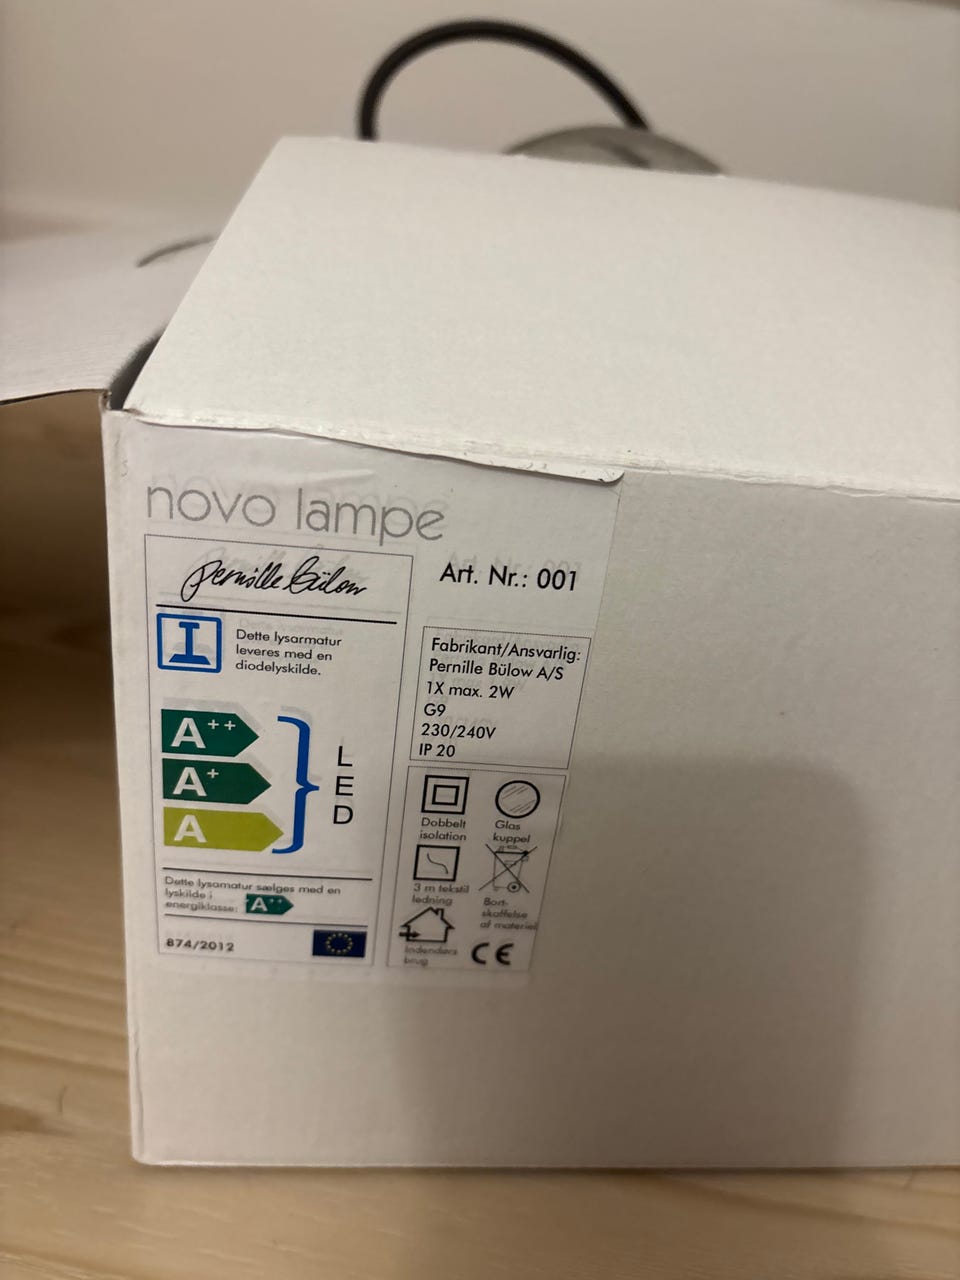 novo lampe
Pernille Bülow
Art. Nr.: 001
Dette lysarmatur
leveres med en
diodelyskilde.
A++
A+
A
L
E
D
Dette lysamatur sælges med en
lyskilde i
energiklasse: A++
874/2012
Fabrikant/Ansvarlig:
Pernille Bülow A/S
1X max. 2W
G9
230/240V
IP 20
Dobbelt
isolation
Glas
kuppel
3 m tekstil
ledning
Bort-
skaffelse
af materiel
Indendørs
brug
CE